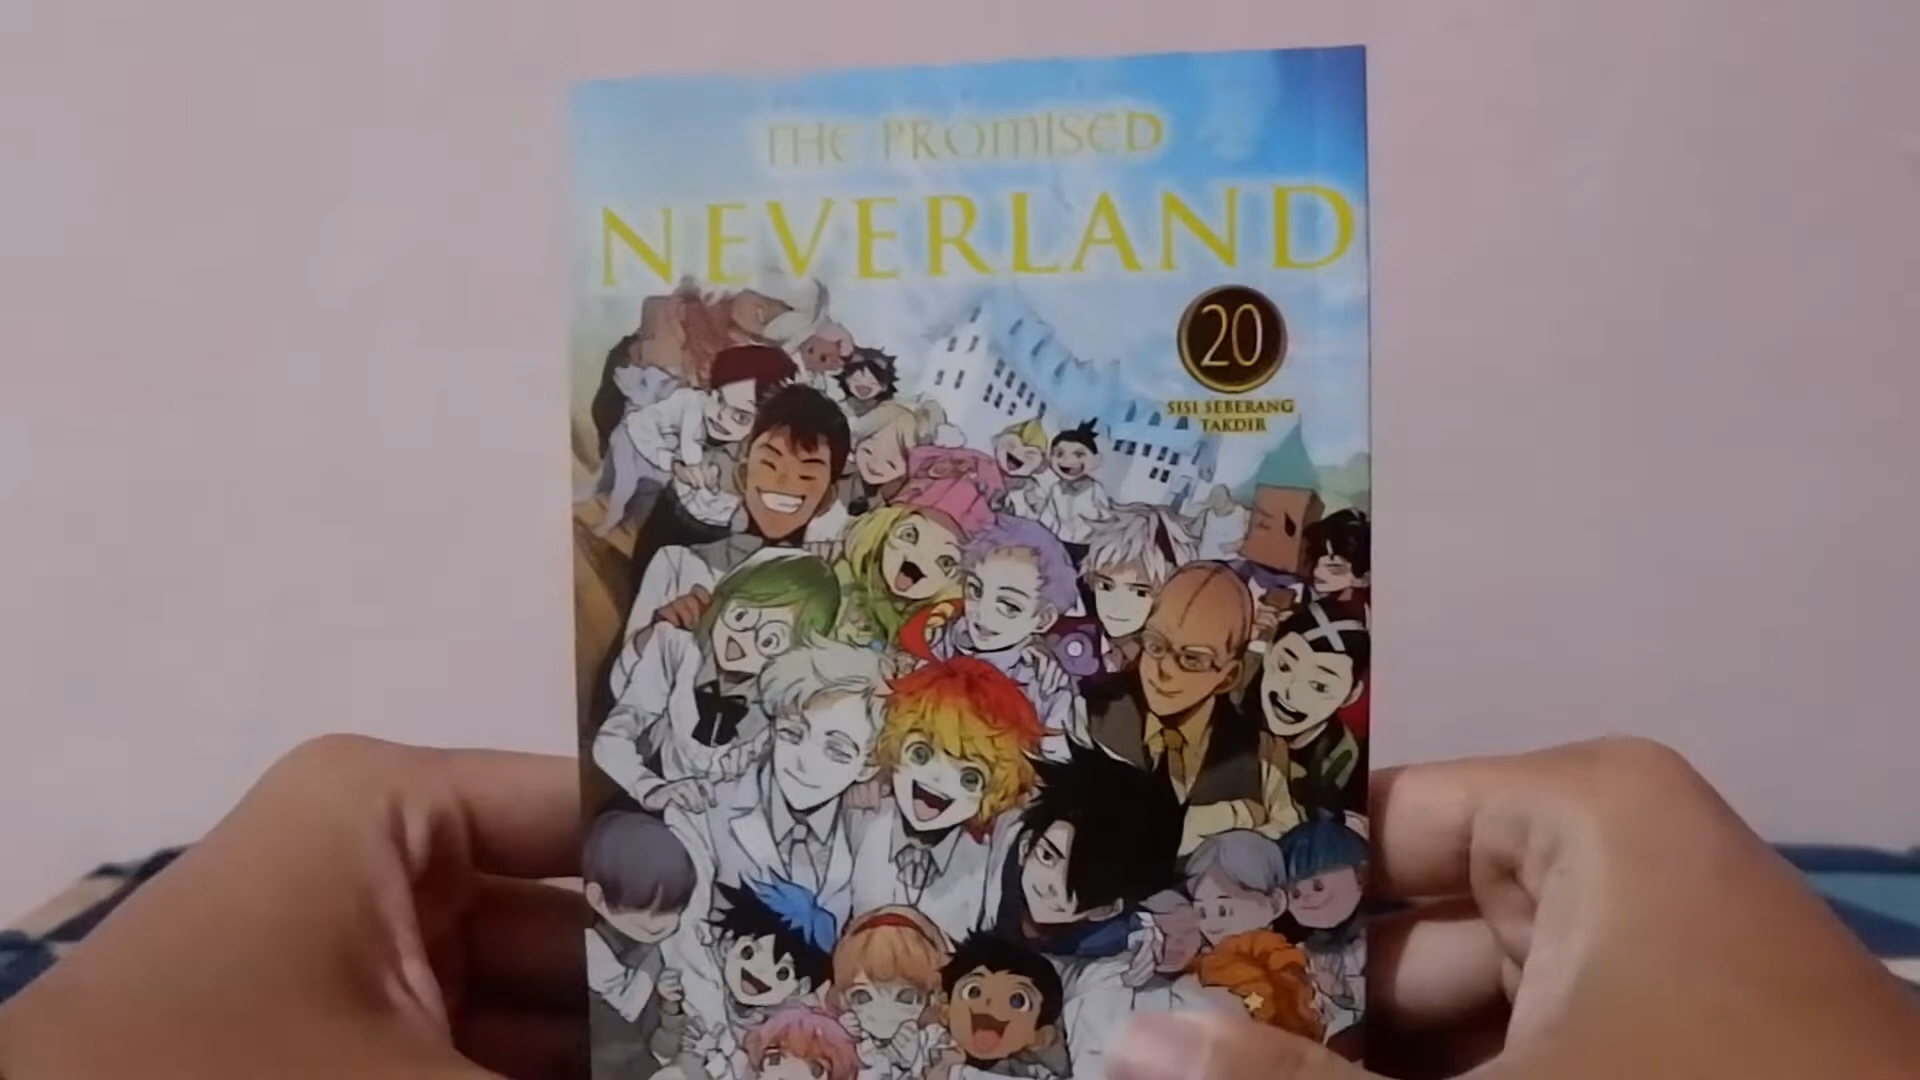 THE PROMISED
NEVERLAND
20
SISI SEBERANG
TAKDIR